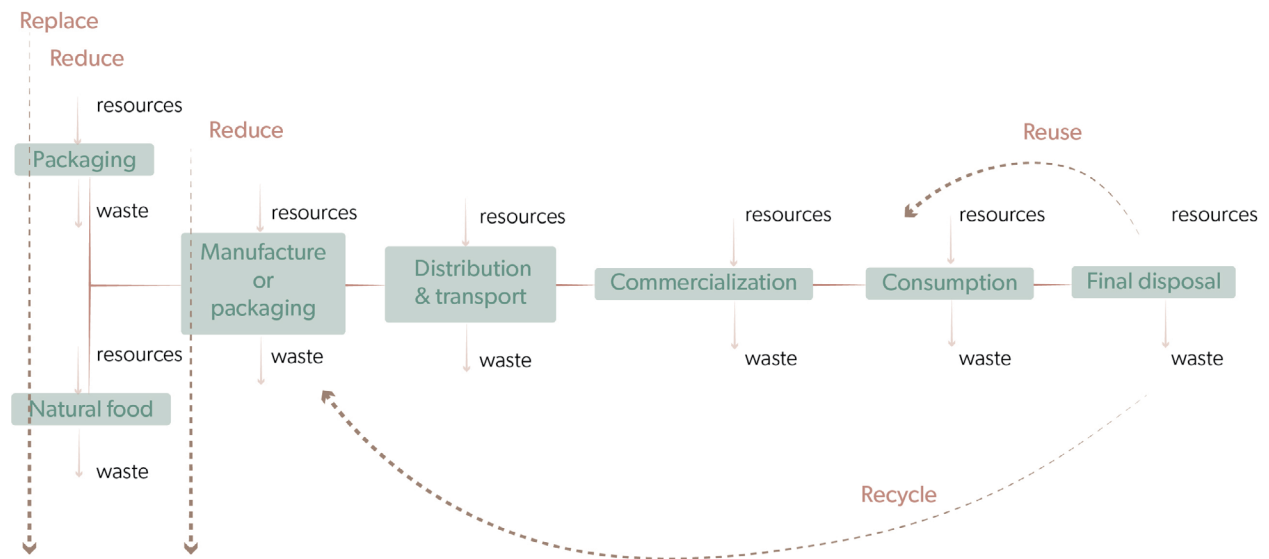 Replace
Reduce
resources
Packaging
waste
Reduce
resources
Manufacture
or
packaging
waste
resources
Natural food
waste
resources
Distribution
& transport
waste
resources
Commercialization
waste
Reuse
resources
Consumption
waste
resources
Final disposal
waste
Recycle